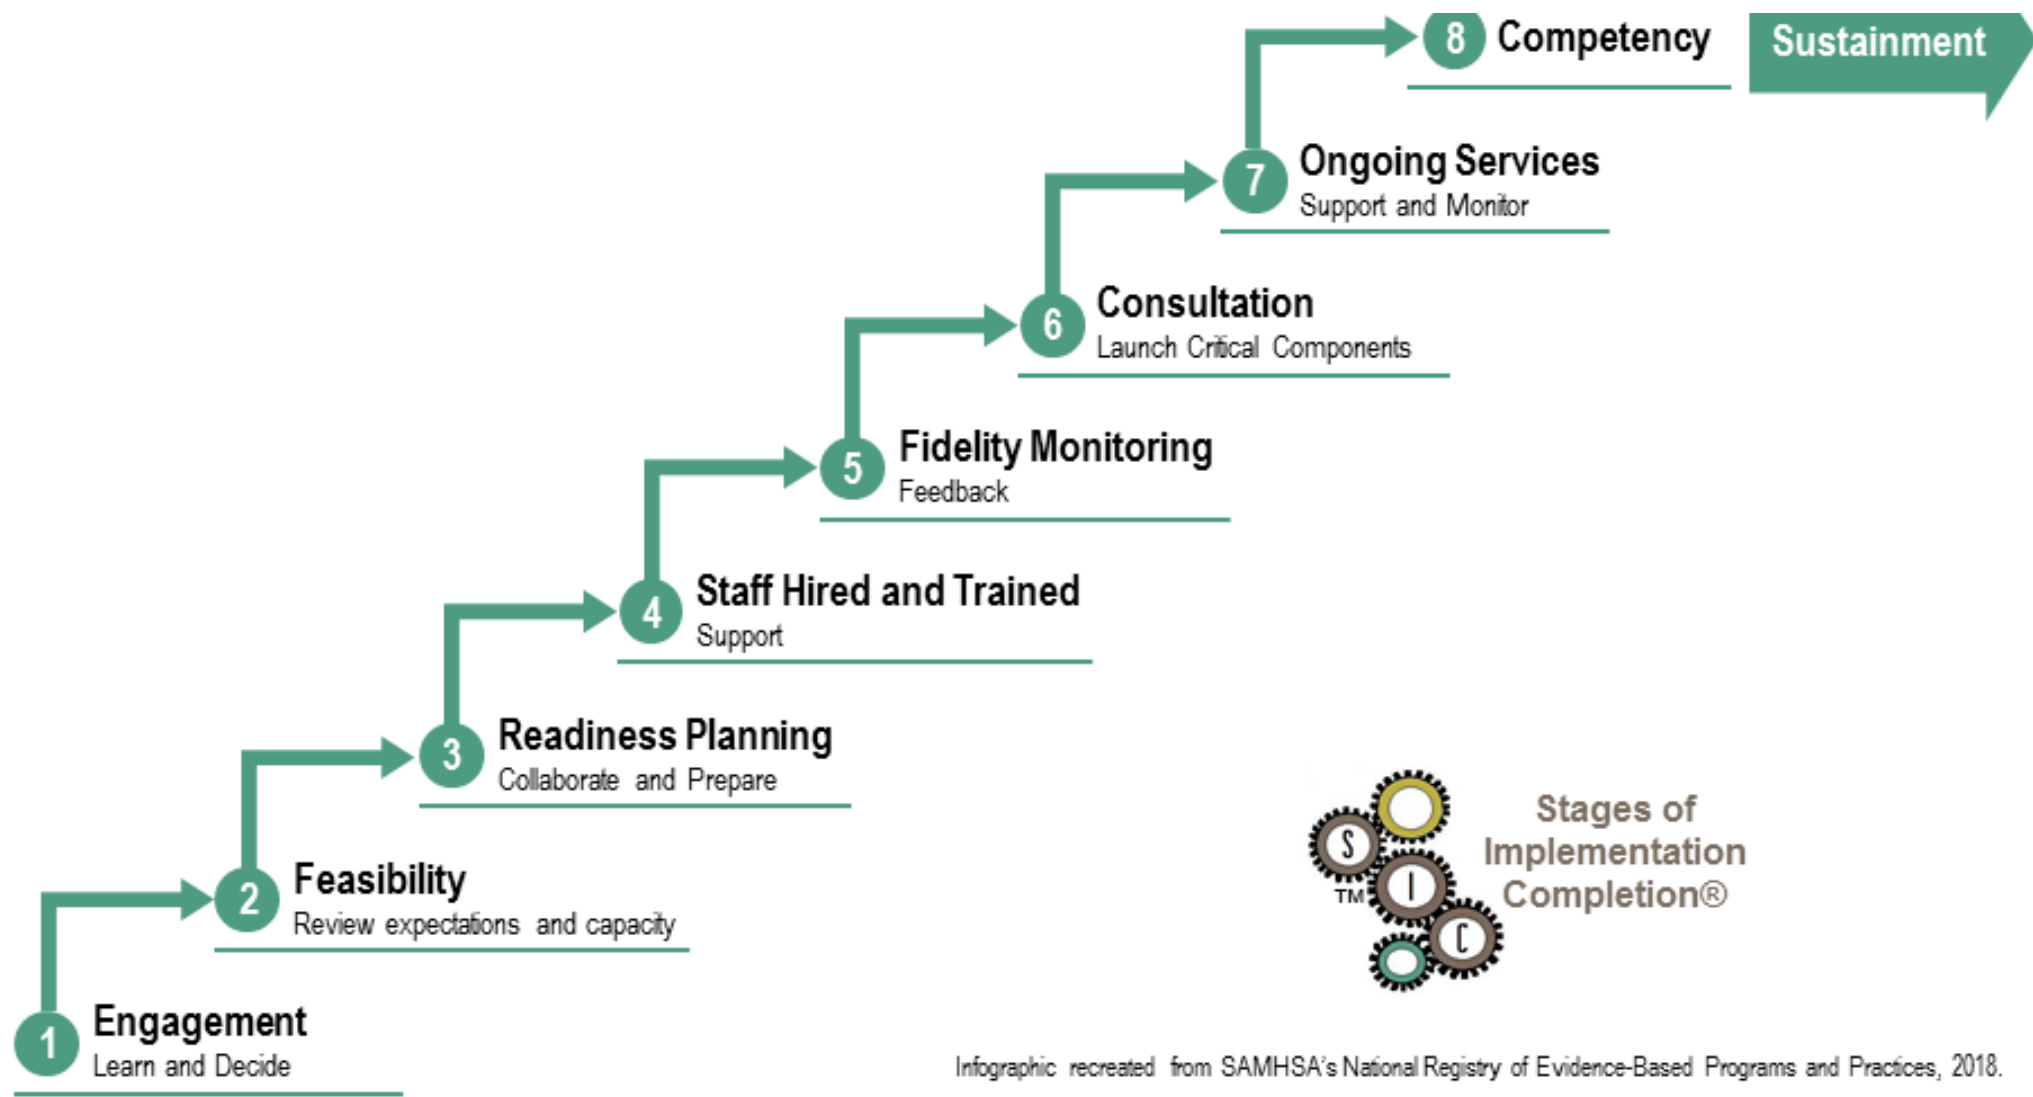 8 Competency
Sustainment
7 Ongoing Services
Support and Monitor
6 Consultation
Launch Critical Components
5 Fidelity Monitoring
Feedback
4 Staff Hired and Trained
Support
3 Readiness Planning
Collaborate and Prepare
2 Feasibility
Review expectations and capacity
1 Engagement
Learn and Decide
S
I
C
TM
Stages of
Implementation
Completion®
Infographic recreated from SAMHSA's National Registry of Evidence-Based Programs and Practices, 2018.